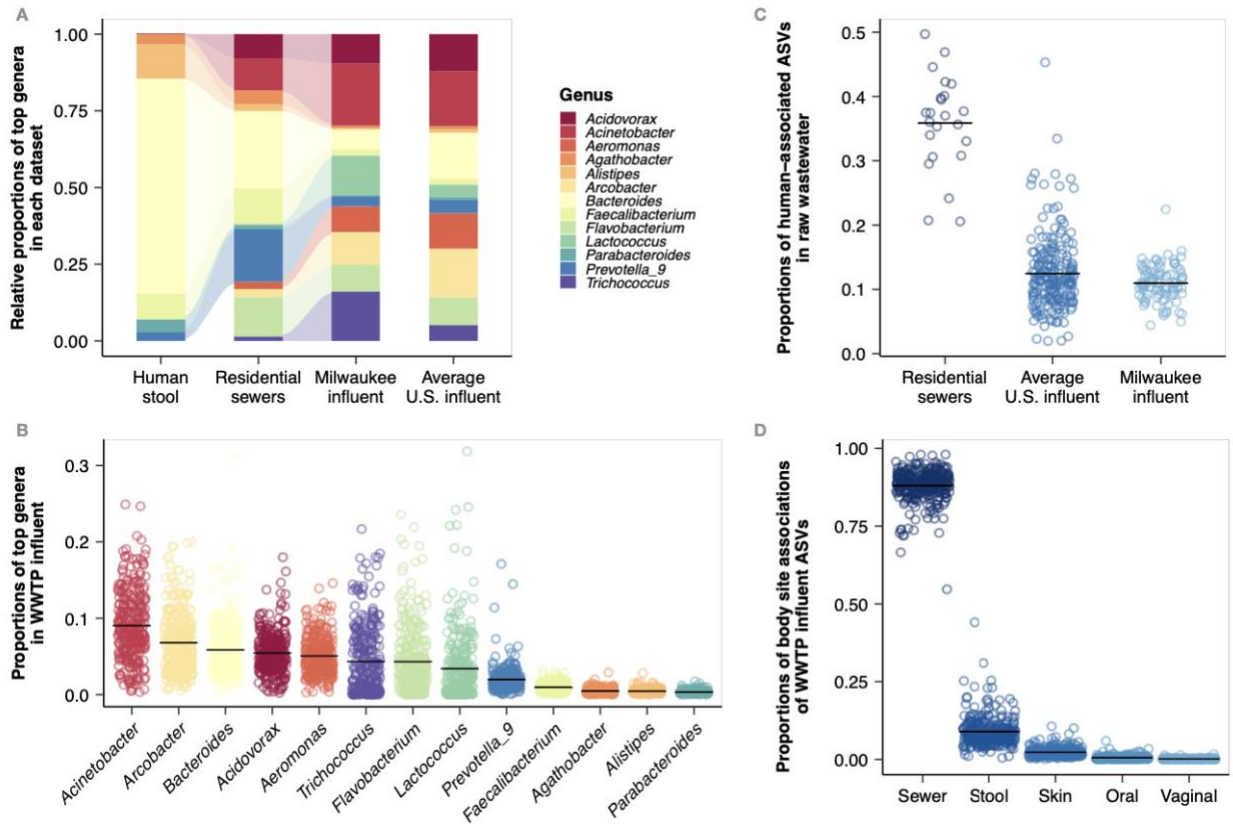 A
Relative proportions of top genera
in each dataset
1.00
0.75
0.50
0.25
0.00
Human
stool
Residential
sewers
Milwaukee
influent
Average
U.S. influent
Genus
Acidovorax
Acinetobacter
Aeromonas
Agathobacter
Alistipes
Arcobacter
Bacteroides
Faecalibacterium
Flavobacterium
Lactococcus
Parabacteroides
Prevotella_9
Trichococcus
C
Proportions of human–associated ASVs
in raw wastewater
0.5
0.4
0.3
0.2
0.1
0.0
Residential
sewers
Average
U.S. influent
Milwaukee
influent
B
Proportions of top genera
in WWTP influent
0.3
0.2
0.1
0.0
Acinetobacter
Arcobacter
Bacteroides
Acidovorax
Aeromonas
Trichococcus
Flavobacterium
Lactococcus
Prevotella_9
Faecalibacterium
Agathobacter
Alistipes
Parabacteroides
D
Proportions of body site associations
of WWTP influent ASVs
1.00
0.75
0.50
0.25
0.00
Sewer
Stool
Skin
Oral
Vaginal